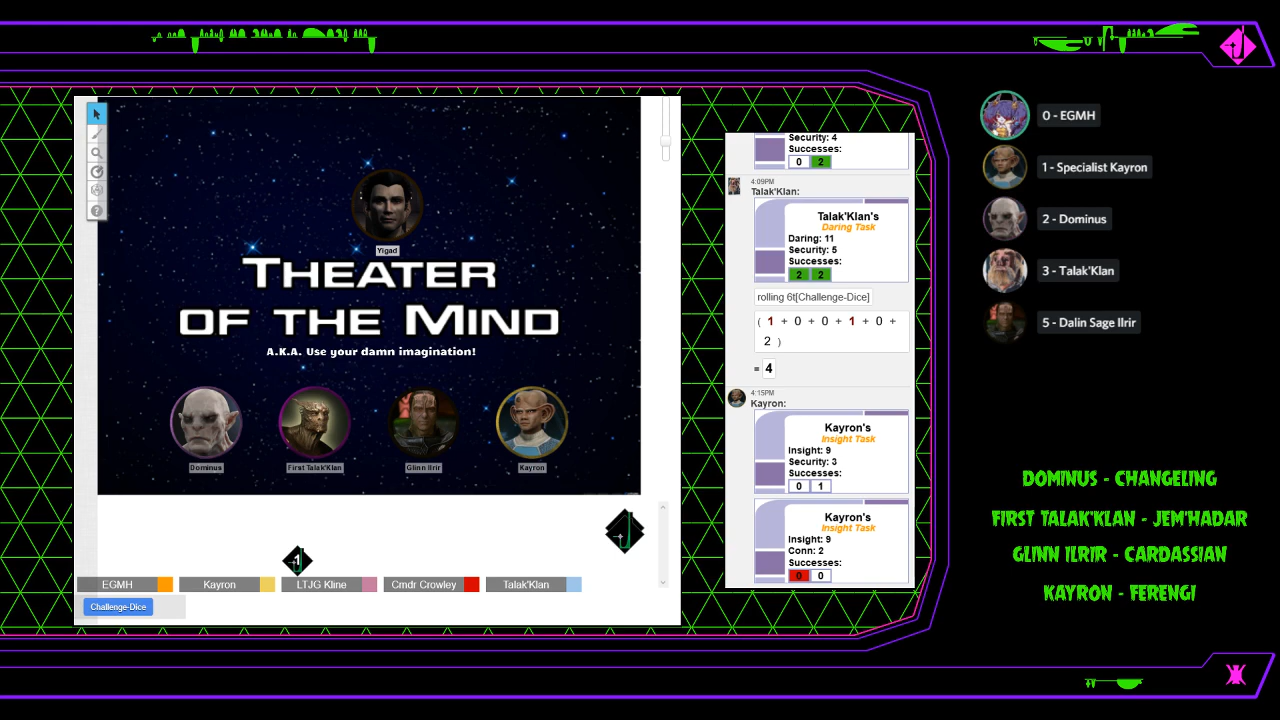 Yigad
THEATER
OF THE MIND
A.K.A. Use your damn imagination!
Dominus
First Talak'Klan
Glinn Ilrir
Kayron
1
EGMH
Kayron
LTJG Kline
Cmdr Crowley
Talak'Klan
Challenge-Dice
Security: 4
Successes:
0 2
4:09PM
Talak'Klan:
Talak'Klan's
Daring Task
Daring: 11
Security: 5
Successes:
2 2
rolling 6t[Challenge-Dice]
( 1 + 0 + 0 + 1 + 0 +
2 )
= 4
4:15PM
Kayron:
Kayron's
Insight Task
Insight: 9
Security: 3
Successes:
0 1
Kayron's
Insight Task
Insight: 9
Conn: 2
Successes:
0 0
0 - EGMH
1 - Specialist Kayron
2 - Dominus
3 - Talak'Klan
5 - Dalin Sage Ilrir
DOMINUS - CHANGELING
FIRST TALAK'KLAN - JEM'HADAR
GLINN ILRIR - CARDASSIAN
KAYRON - FERENGI